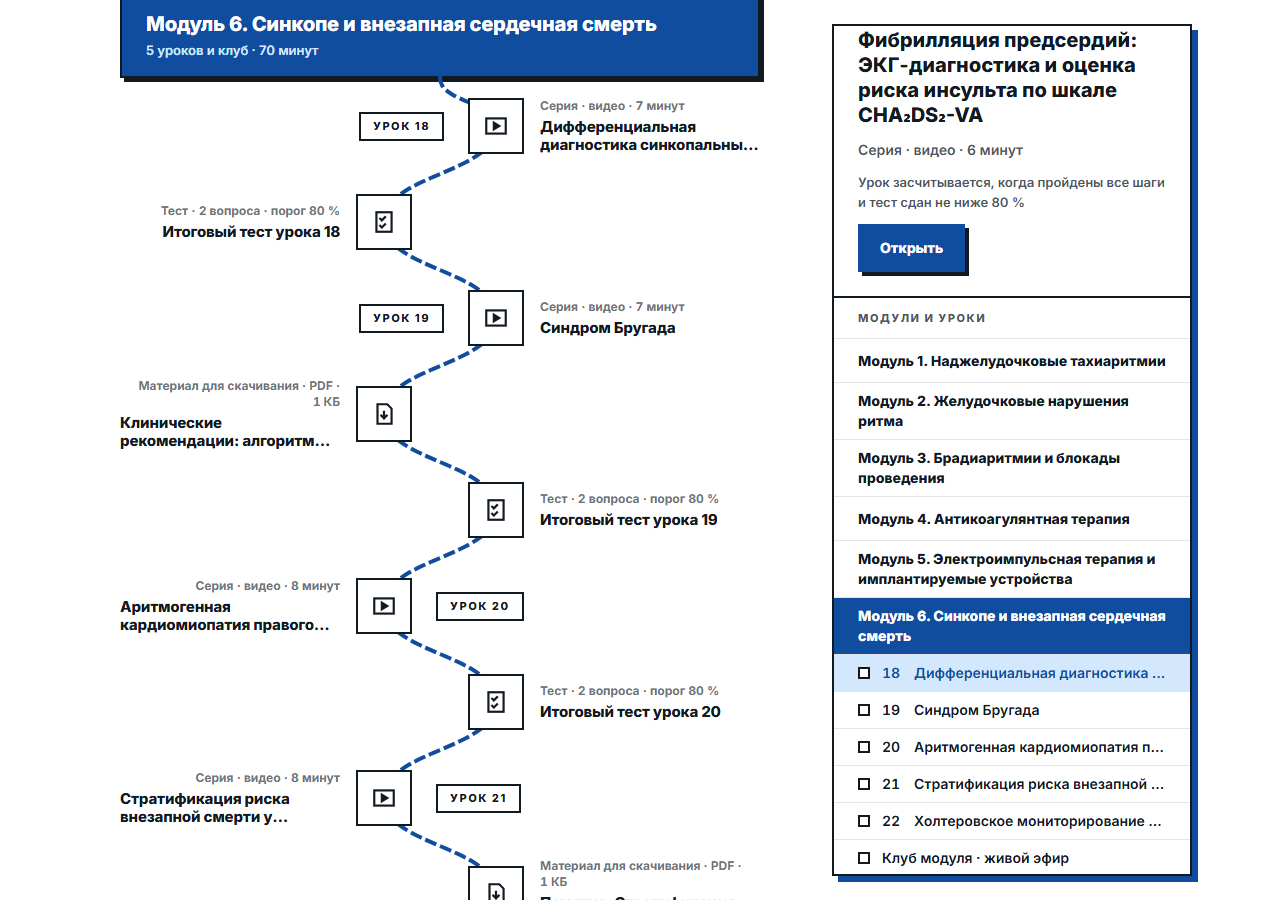 Модуль 6. Синкопе и внезапная сердечная смерть
5 уроков и клуб · 70 минут
УРОК 18
Серия · видео · 7 минут
Дифференциальная
диагностика синкопальны…
Тест · 2 вопроса · порог 80 %
Итоговый тест урока 18
УРОК 19
Серия · видео · 7 минут
Синдром Бругада
Материал для скачивания · PDF ·
1 КБ
Клинические
рекомендации: алгоритм…
Тест · 2 вопроса · порог 80 %
Итоговый тест урока 19
Серия · видео · 8 минут
Аритмогенная
кардиомиопатия правого…
УРОК 20
Тест · 2 вопроса · порог 80 %
Итоговый тест урока 20
Серия · видео · 8 минут
Стратификация риска
внезапной смерти у…
УРОК 21
Материал для скачивания · PDF ·
1 КБ
Фибрилляция предсердий:
ЭКГ-диагностика и оценка
риска инсульта по шкале
CHA₂DS₂-VA
Серия · видео · 6 минут
Урок засчитывается, когда пройдены все шаги
и тест сдан не ниже 80 %
Открыть
МОДУЛИ И УРОКИ
Модуль 1. Наджелудочковые тахиаритмии
Модуль 2. Желудочковые нарушения
ритма
Модуль 3. Брадиаритмии и блокады
проведения
Модуль 4. Антикоагулянтная терапия
Модуль 5. Электроимпульсная терапия и
имплантируемые устройства
Модуль 6. Синкопе и внезапная сердечная
смерть
18 Дифференциальная диагностика …
19 Синдром Бругада
20 Аритмогенная кардиомиопатия п…
21 Стратификация риска внезапной …
22 Холтеровское мониторирование …
Клуб модуля · живой эфир